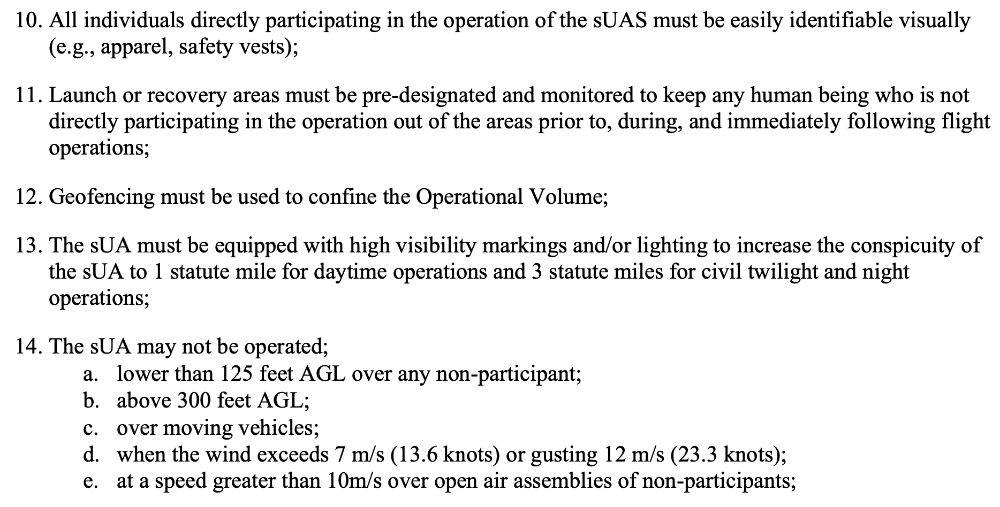 10. All individuals directly participating in the operation of the sUAS must be easily identifiable visually
(e.g., apparel, safety vests);
11. Launch or recovery areas must be pre-designated and monitored to keep any human being who is not
directly participating in the operation out of the areas prior to, during, and immediately following flight
operations;
12. Geofencing must be used to confine the Operational Volume;
13. The sUA must be equipped with high visibility markings and/or lighting to increase the conspicuity of
the sUA to 1 statute mile for daytime operations and 3 statute miles for civil twilight and night
operations;
14. The sUA may not be operated;
a. lower than 125 feet AGL over any non-participant;
b. above 300 feet AGL;
c. over moving vehicles;
d. when the wind exceeds 7 m/s (13.6 knots) or gusting 12 m/s (23.3 knots);
e. at a speed greater than 10m/s over open air assemblies of non-participants;